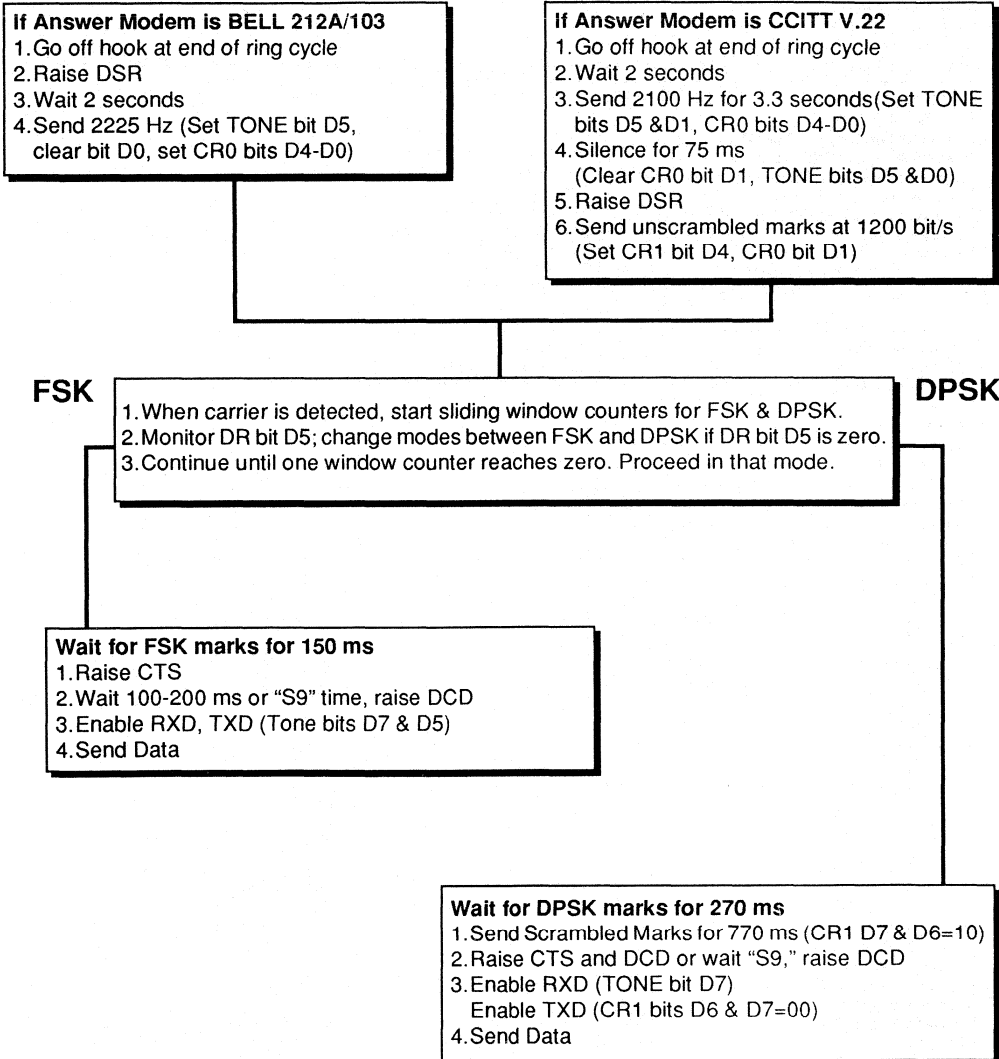 If Answer Modem is BELL 212A/103
1.Go off hook at end of ring cycle
2.Raise DSR
3.Wait 2 seconds
4.Send 2225 Hz (Set TONE bit D5,
clear bit D0, set CR0 bits D4-D0)
If Answer Modem is CCITT V.22
1.Go off hook at end of ring cycle
2.Wait 2 seconds
3.Send 2100 Hz for 3.3 seconds(Set TONE
bits D5 &D1, CR0 bits D4-D0)
4.Silence for 75 ms
(Clear CR0 bit D1, TONE bits D5 &D0)
5.Raise DSR
6.Send unscrambled marks at 1200 bit/s
(Set CR1 bit D4, CR0 bit D1)
FSK
DPSK
1.When carrier is detected, start sliding window counters for FSK & DPSK.
2.Monitor DR bit D5; change modes between FSK and DPSK if DR bit D5 is zero.
3.Continue until one window counter reaches zero. Proceed in that mode.
Wait for FSK marks for 150 ms
1.Raise CTS
2.Wait 100-200 ms or “S9” time, raise DCD
3.Enable RXD, TXD (Tone bits D7 & D5)
4.Send Data
Wait for DPSK marks for 270 ms
1.Send Scrambled Marks for 770 ms (CR1 D7 & D6=10)
2.Raise CTS and DCD or wait “S9,” raise DCD
3.Enable RXD (TONE bit D7)
Enable TXD (CR1 bits D6 & D7=00)
4.Send Data